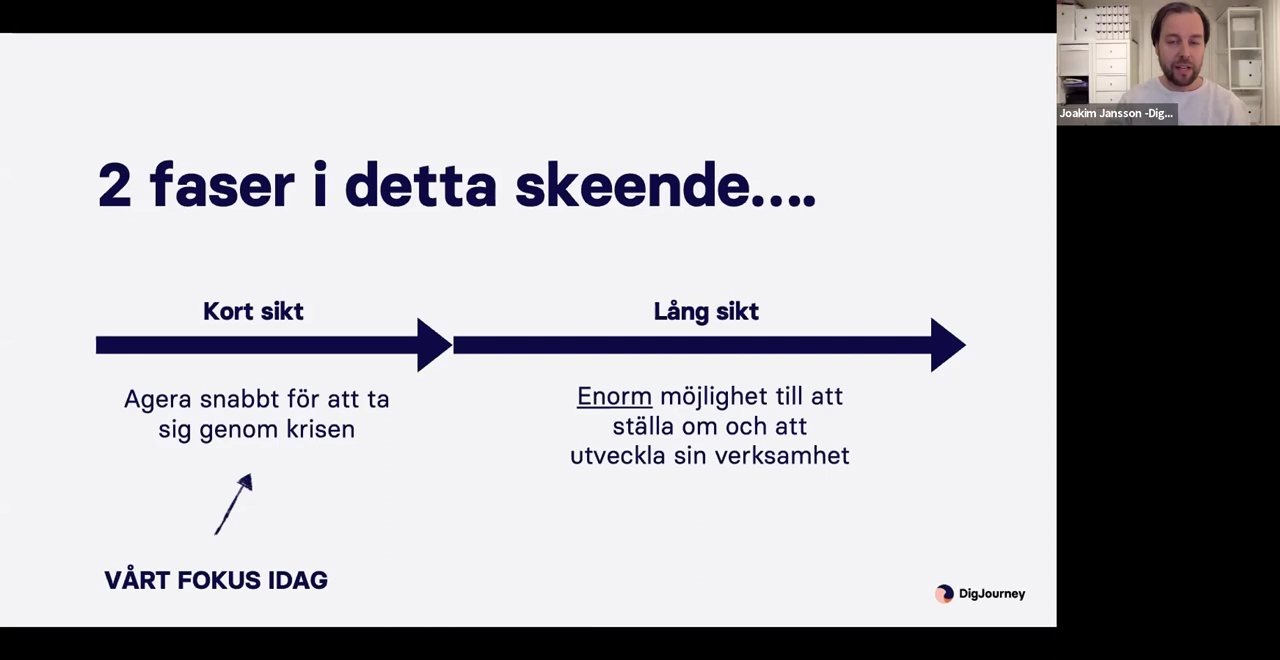 2 faser i detta skeende....
Kort sikt
Lång sikt
Agera snabbt för att ta
sig genom krisen
Enorm möjlighet till att
ställa om och att
utveckla sin verksamhet
VÅRT FOKUS IDAG
DigJourney
Joakim Jansson -Dig...